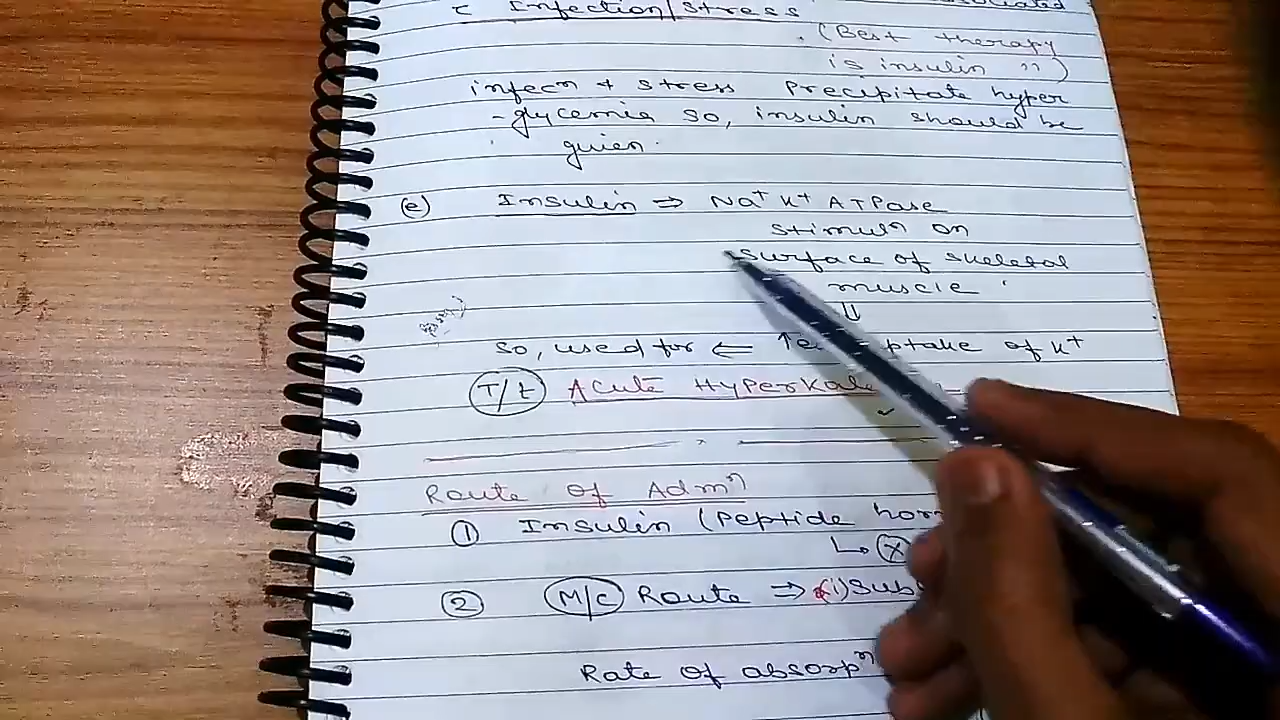 c̄ Infection/stress
(Best therapy
is insulin ")
infecn + stress precipitate hyper
-glycemia so, insulin should be
given.
(e) Insulin ⇒ Na⁺ K⁺ ATPase
stimulⁿ on
surface of skeletal
muscle
⇓
so, used for ⇐ ↑ed uptake of K⁺
T/t Acute Hyperkale
Route of Admⁿ
① Insulin (peptide hor
↳ ⓧ
② M/C Route ⇒ (i) Sub
Rate of absorpⁿ